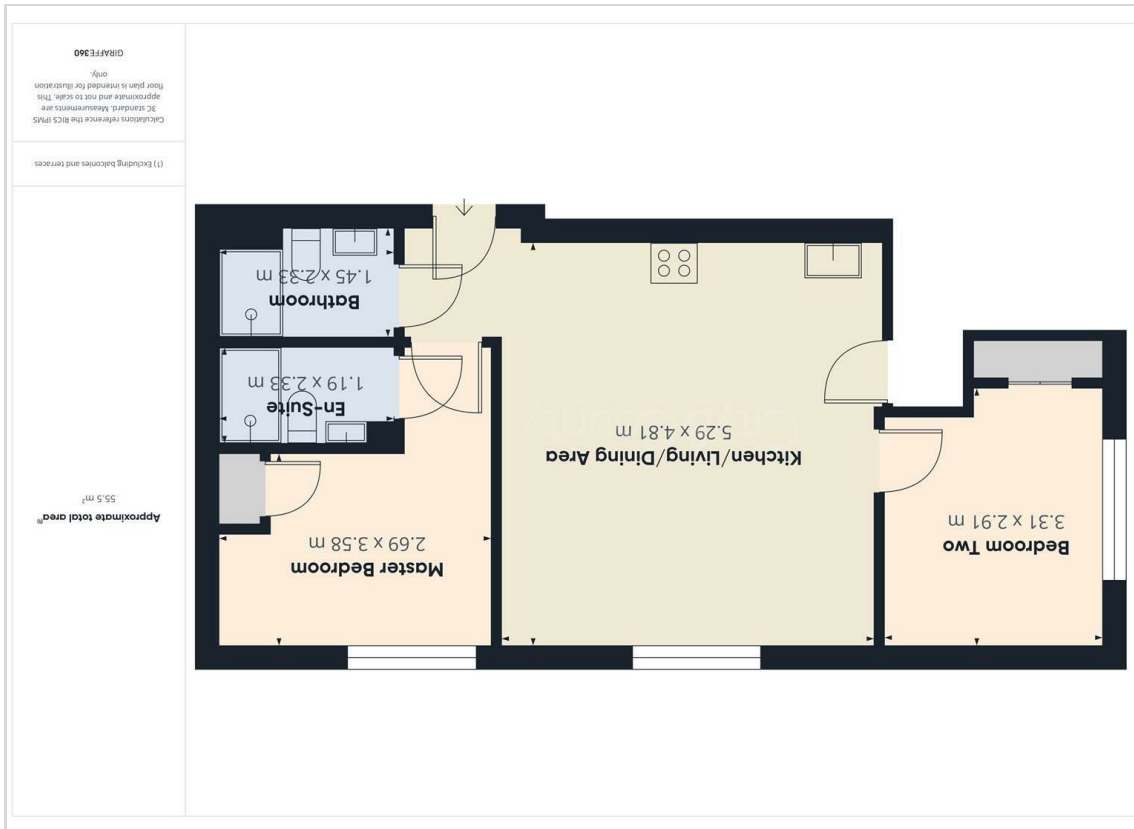 Approximate total area⁽¹⁾
55.5 m²
(1) Excluding balconies and terraces
Calculations reference the RICS IPMS
3C standard. Measurements are
approximate and not to scale. This
floor plan is intended for illustration
only.
GIRAFFE360
Bedroom Two
3.31 x 2.91 m
Kitchen/Living/Dining Area
5.29 x 4.81 m
Master Bedroom
2.69 x 3.58 m
En-Suite
1.19 x 2.33 m
Bathroom
1.45 x 2.33 m